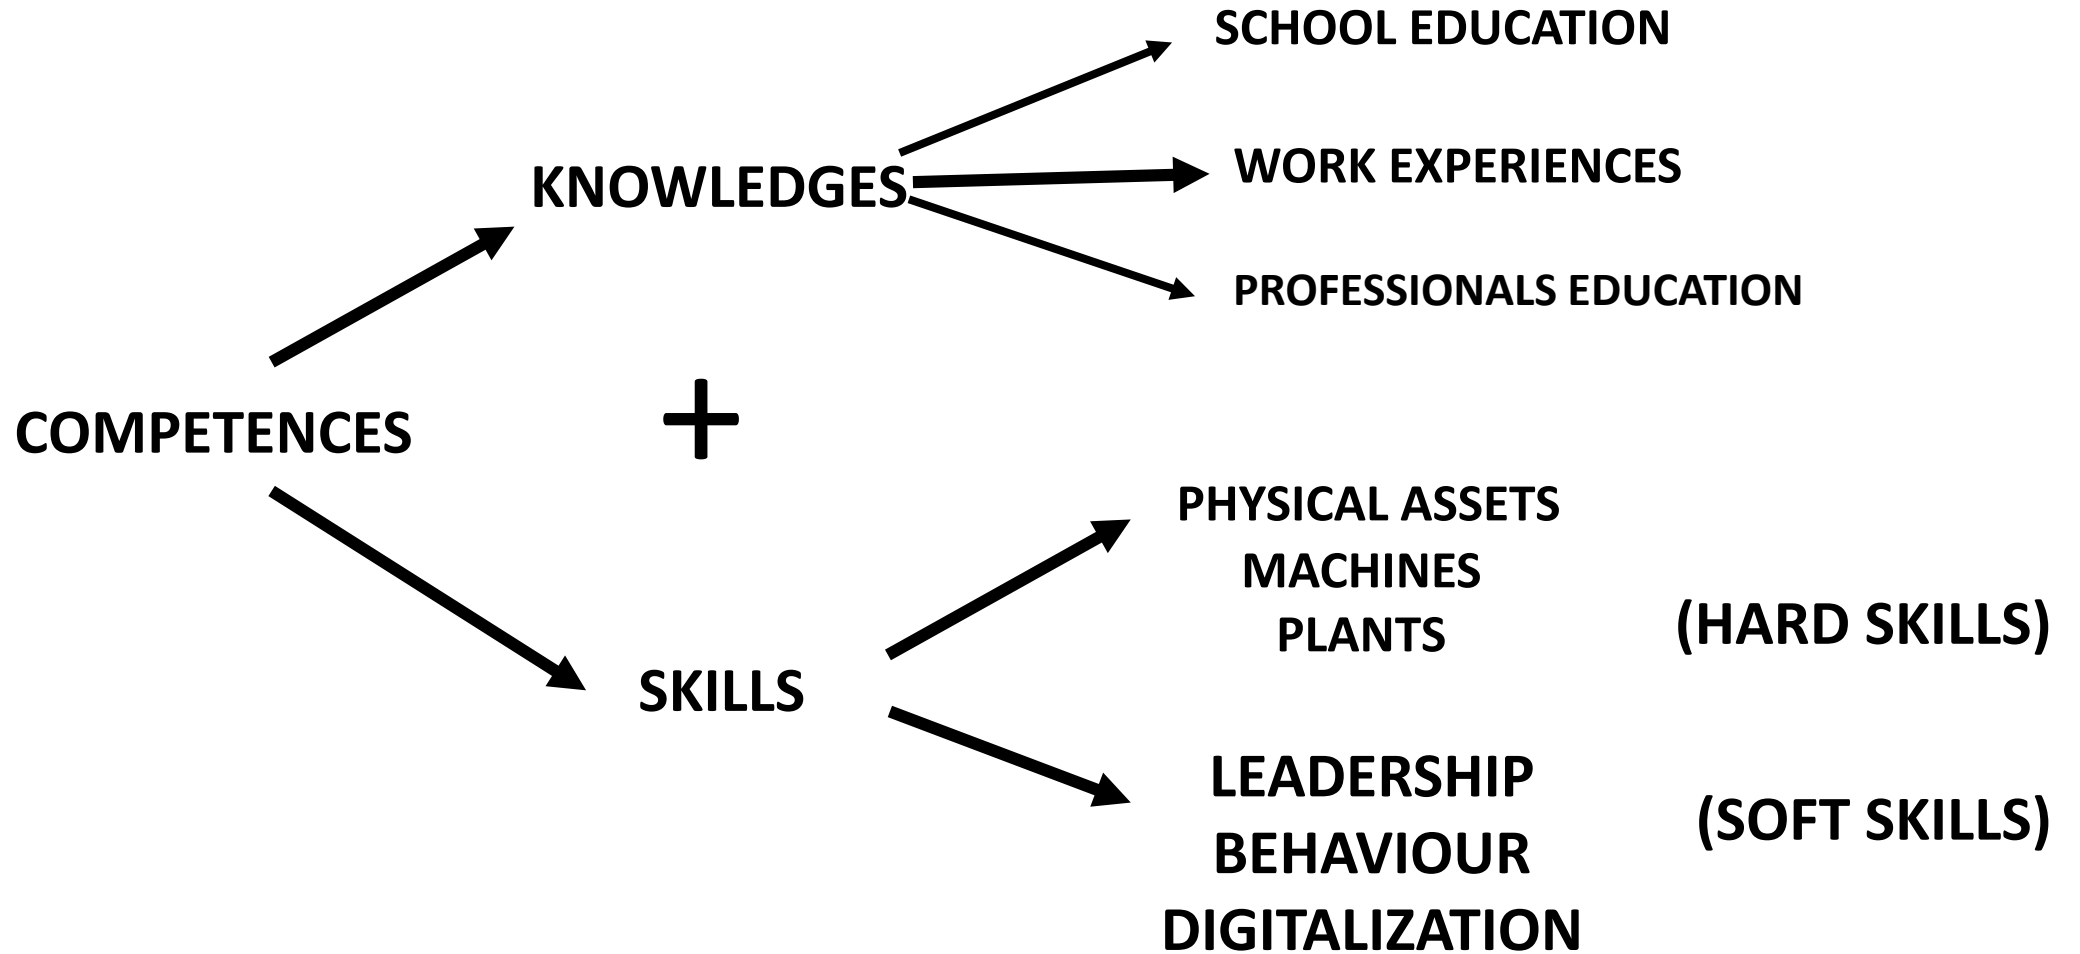 SCHOOL EDUCATION
WORK EXPERIENCES
KNOWLEDGES
PROFESSIONALS EDUCATION
+
COMPETENCES
PHYSICAL ASSETS
MACHINES
PLANTS
(HARD SKILLS)
SKILLS
LEADERSHIP
BEHAVIOUR
DIGITALIZATION
(SOFT SKILLS)